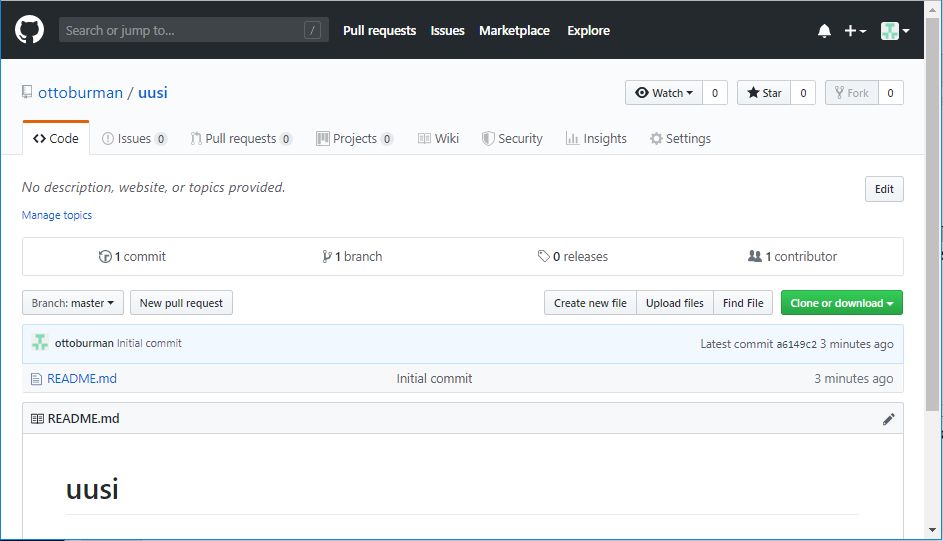 Search or jump to... / Pull requests Issues Marketplace Explore
ottoburman / uusi Watch 0 Star 0 Fork 0
Code Issues 0 Pull requests 0 Projects 0 Wiki Security Insights Settings
No description, website, or topics provided. Edit
Manage topics
1 commit 1 branch 0 releases 1 contributor
Branch: master New pull request Create new file Upload files Find File Clone or download
ottoburman Initial commit Latest commit a6149c2 3 minutes ago
README.md Initial commit 3 minutes ago
README.md
uusi